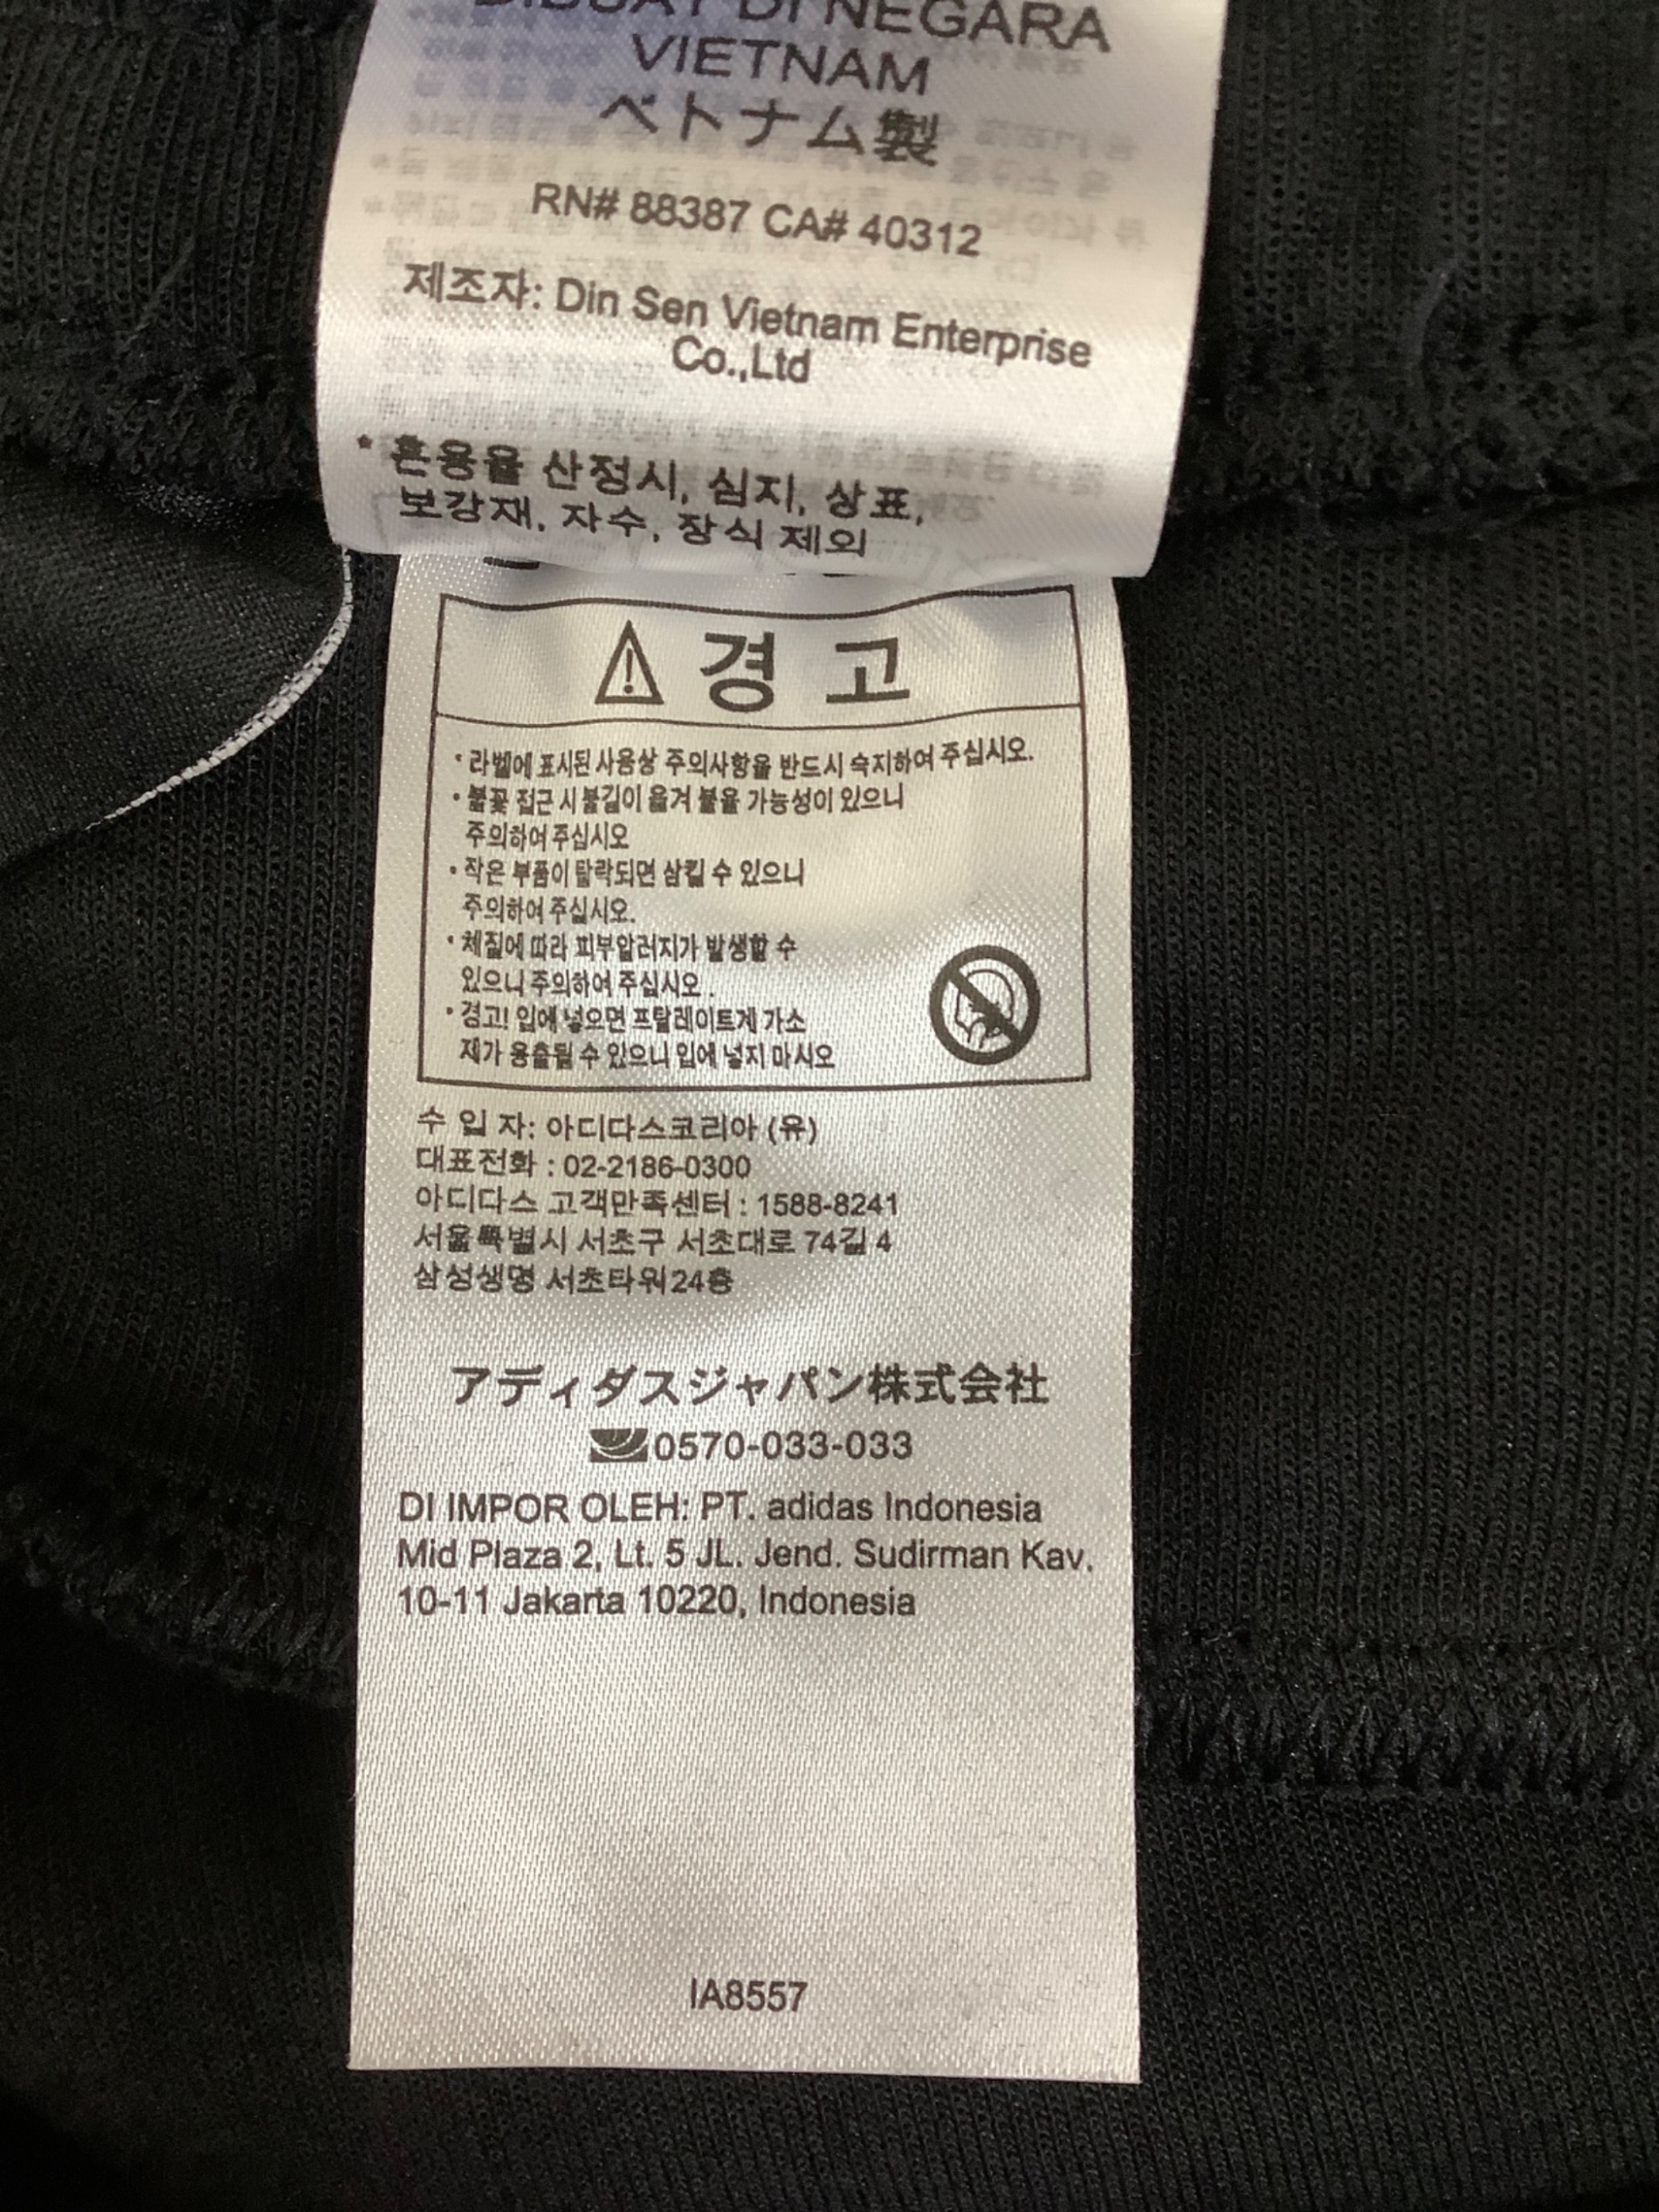 DIBUAT DI NEGARA
VIETNAM
ベトナム製
RN# 88387 CA# 40312
제조자: Din Sen Vietnam Enterprise
Co.,Ltd
* 혼용율 산정시, 심지, 상표,
보강재, 자수, 장식 제외
⚠ 경 고
• 라벨에 표시된 사용상 주의사항을 반드시 숙지하여 주십시오.
• 불꽃 접근 시 불길이 옮겨 붙을 가능성이 있으니
주의하여 주십시오
• 작은 부품이 탈락되면 삼킬 수 있으니
주의하여 주십시오.
• 체질에 따라 피부알러지가 발생할 수
있으니 주의하여 주십시오 .
• 경고! 입에 넣으면 프탈레이트계 가소
제가 용출될 수 있으니 입에 넣지 마시오
수 입 자: 아디다스코리아 (유)
대표전화 : 02-2186-0300
아디다스 고객만족센터 : 1588-8241
서울특별시 서초구 서초대로 74길 4
삼성생명 서초타워24층
アディダスジャパン株式会社
0570-033-033
DI IMPOR OLEH: PT. adidas Indonesia
Mid Plaza 2, Lt. 5 JL. Jend. Sudirman Kav.
10-11 Jakarta 10220, Indonesia
IA8557